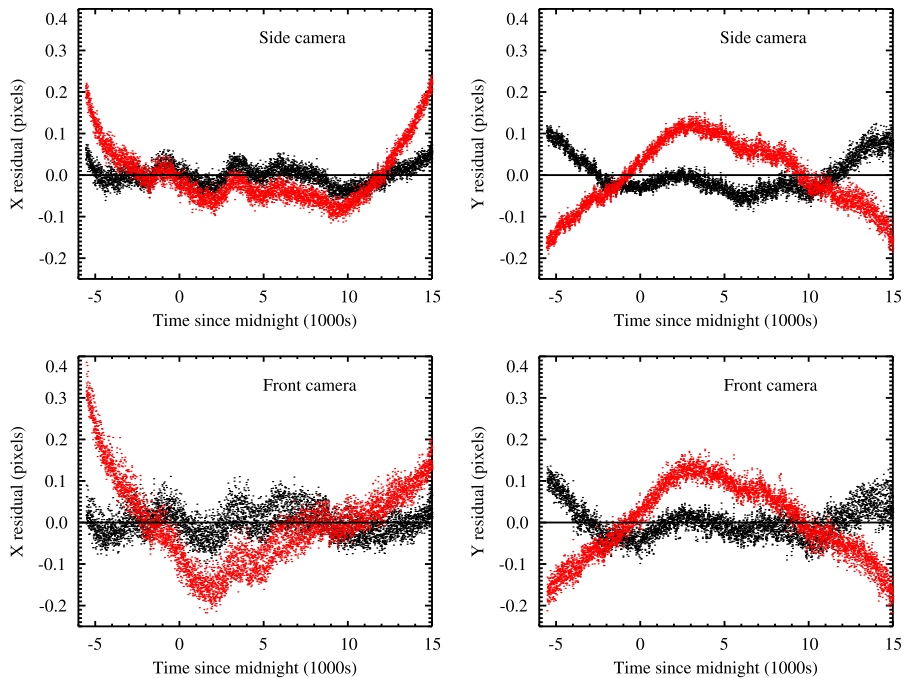 0.4 0.4
Side camera Side camera
0.3 0.3
0.2 0.2
0.1 0.1
0.0 0.0
-0.1 -0.1
-0.2 -0.2
X residual (pixels) Y residual (pixels)
-5 0 5 10 15 -5 0 5 10 15
Time since midnight (1000s) Time since midnight (1000s)
0.4 0.4
Front camera Front camera
0.3 0.3
0.2 0.2
0.1 0.1
0.0 0.0
-0.1 -0.1
-0.2 -0.2
X residual (pixels) Y residual (pixels)
-5 0 5 10 15 -5 0 5 10 15
Time since midnight (1000s) Time since midnight (1000s)